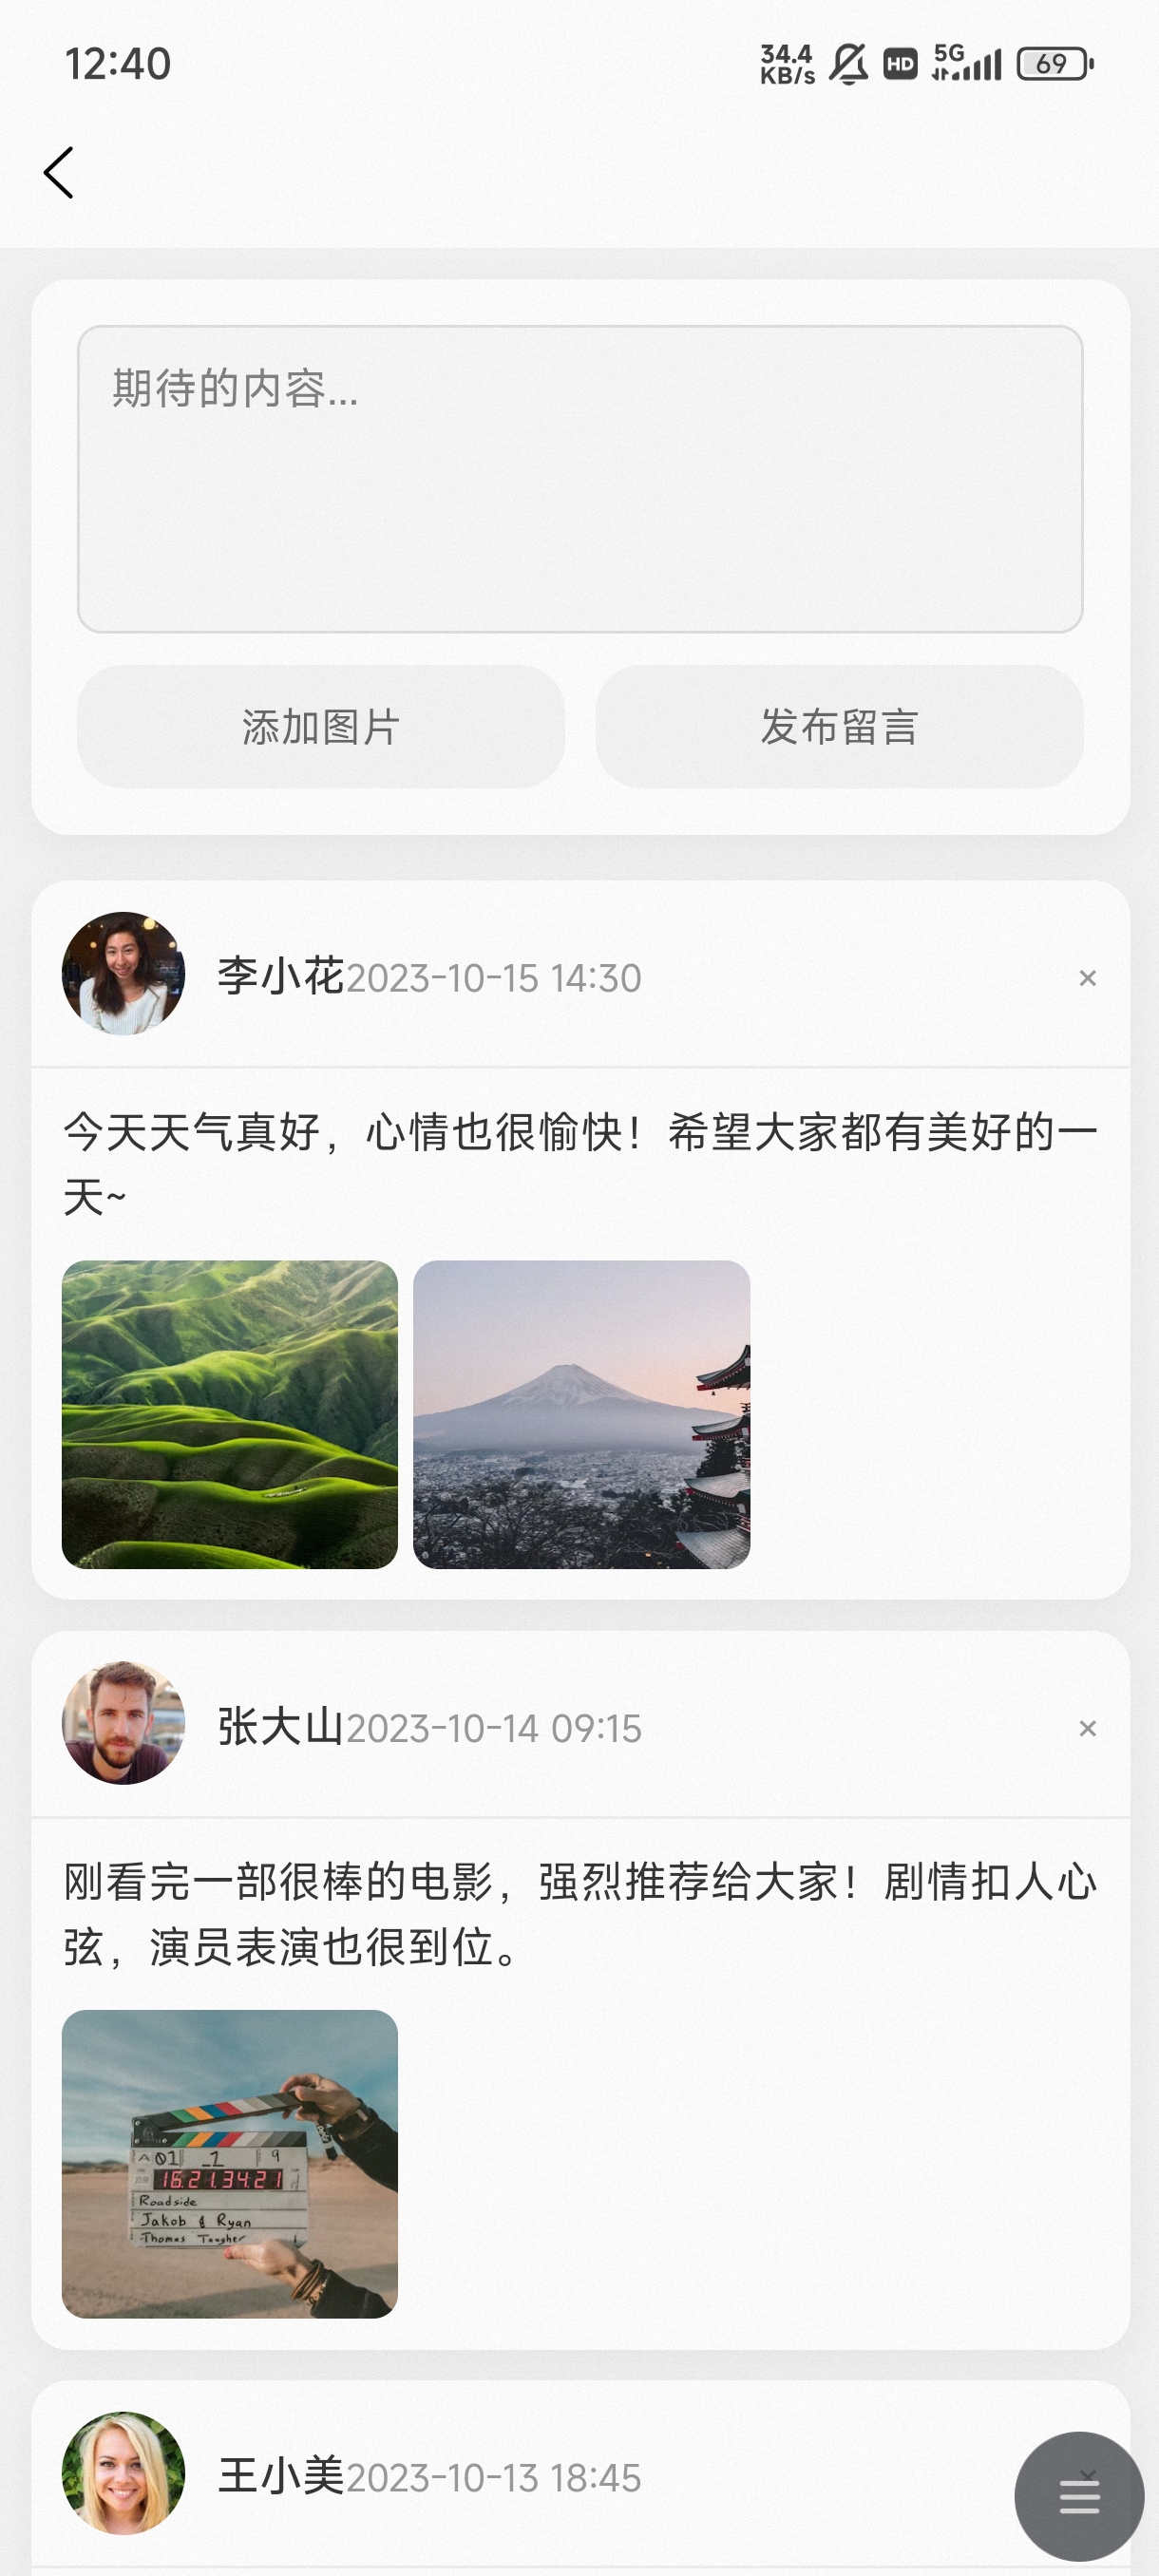 12:40
34.4
KB/s
HD
5G
69
期待的内容...
添加图片
发布留言
李小花2023-10-15 14:30
×
今天天气真好，心情也很愉快！希望大家都有美好的一
天~
张大山2023-10-14 09:15
×
刚看完一部很棒的电影，强烈推荐给大家！剧情扣人心
弦，演员表演也很到位。
A 01 1 9
16:21:34:21
Roadside
Jakob & Ryan
Thomas Taugher
王小美2023-10-13 18:45
×